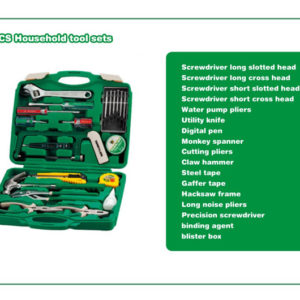 CS Household tool sets
Screwdriver long slotted head
Screwdriver long cross head
Screwdriver short slotted head
Screwdriver short cross head
Water pump pliers
Utility knife
Digital pen
Monkey spanner
Cutting pliers
Claw hammer
Steel tape
Gaffer tape
Hacksaw frame
Long noise pliers
Precision screwdriver
binding agent
blister box